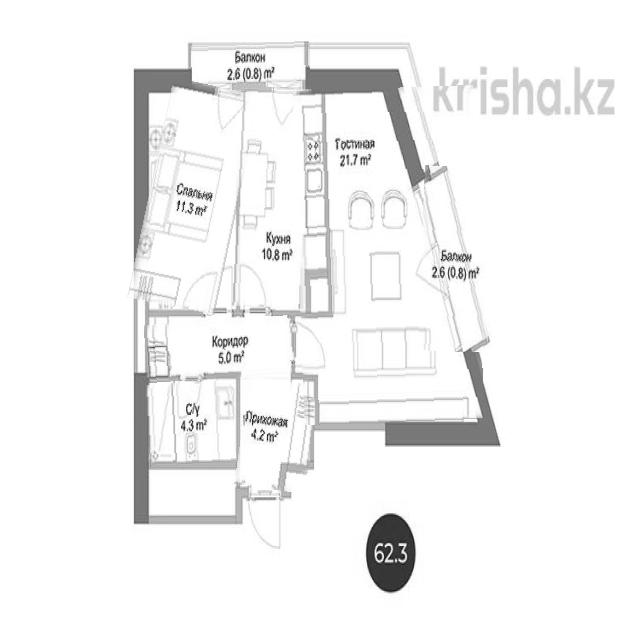 Балкон
2.6 (0.8) m²
krisha.kz
Гостиная
21.7 m²
Спальня
11.3 m²
Кухня
10.8 m²
Балкон
2.6 (0.8) m²
Коридор
5.0 m²
С/у
4.3 m²
Прихожая
4.2 m²
62.3